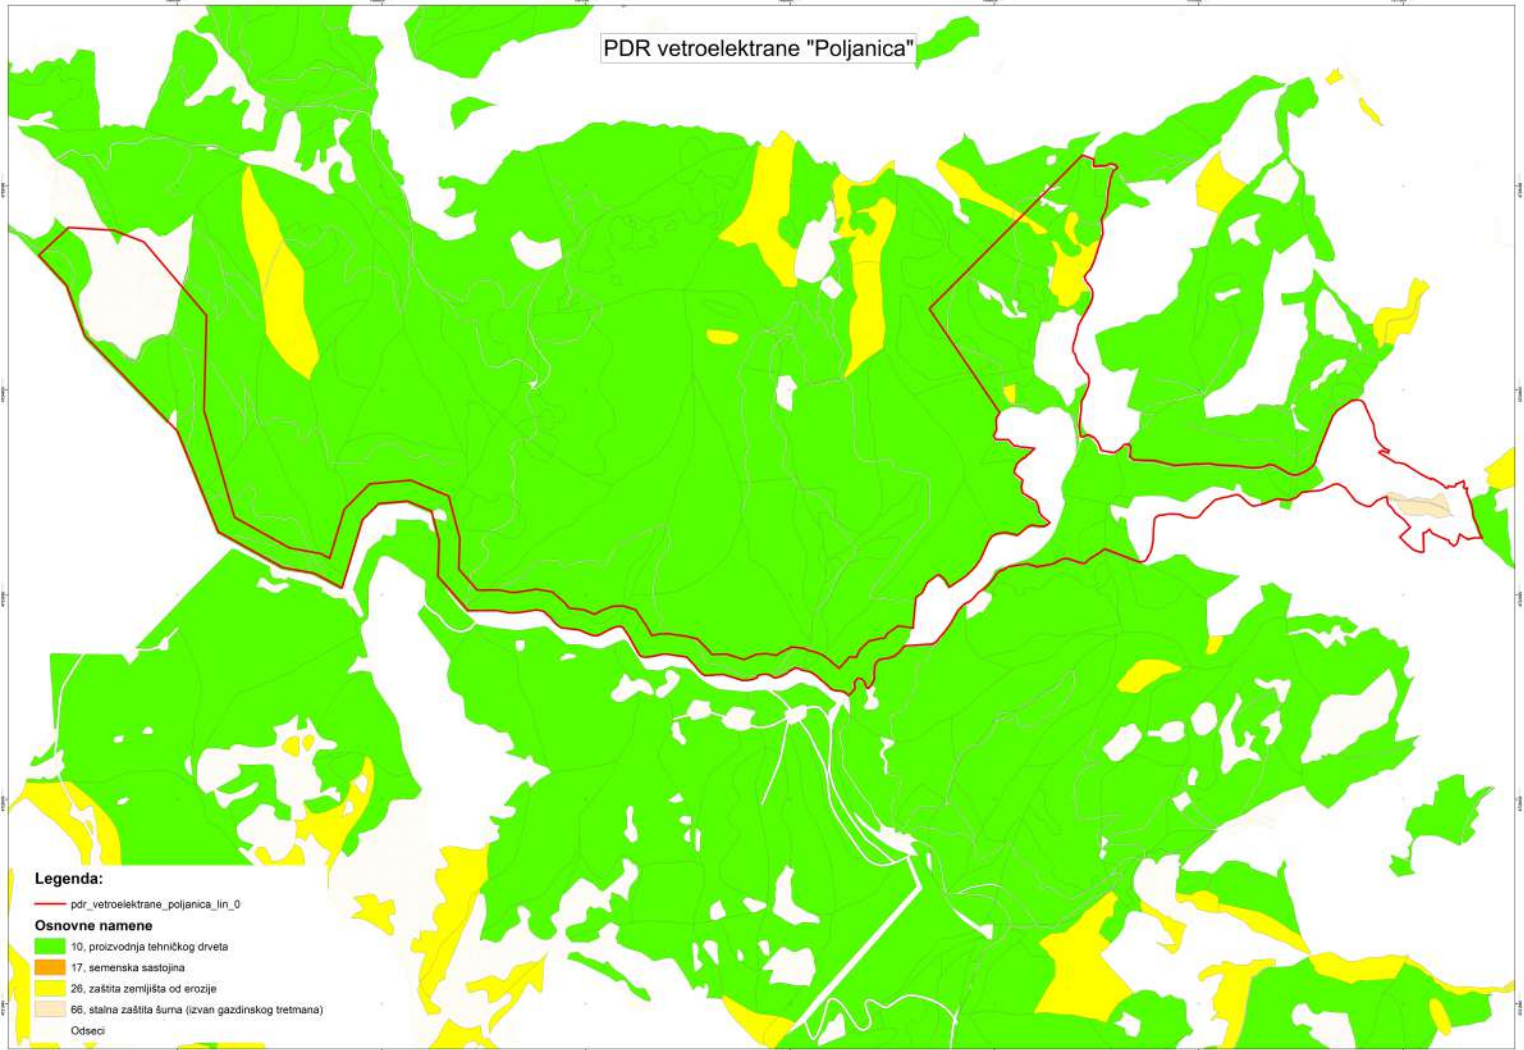 PDR vetroelektrane "Poljanica"
Legenda:
pdr_vetroelektrane_poljanica_lin_0
Osnovne namene
10, proizvodnja tehničkog drveta
17, semenska sastojina
26, zaštita zemljišta od erozije
66, stalna zaštita šuma (izvan gazdinskog tretmana)
Odseci